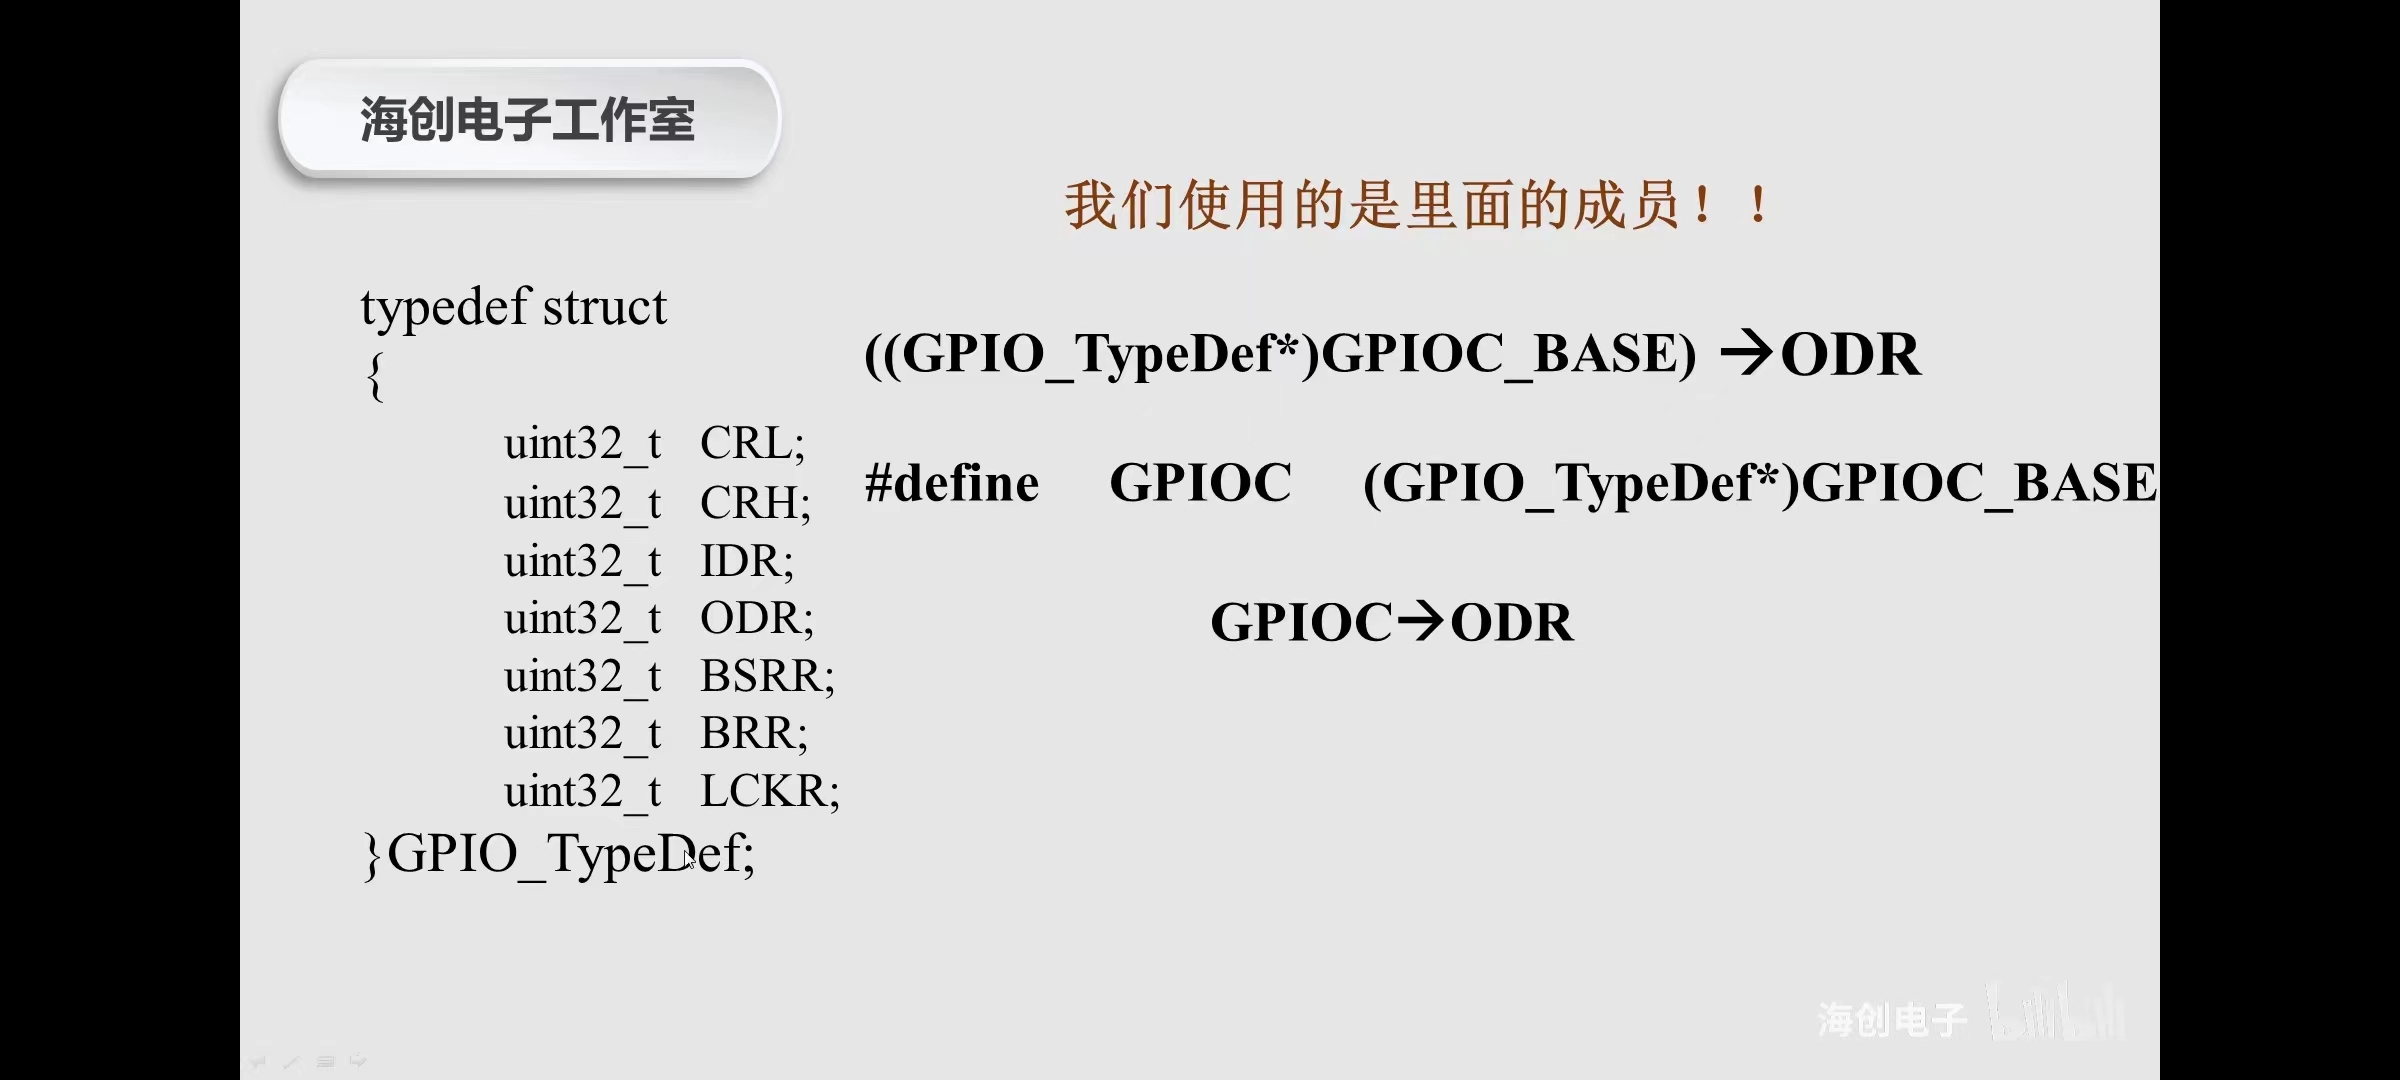 海创电子工作室
我们使用的是里面的成员！！
typedef struct
{
uint32_t CRL;
uint32_t CRH;
uint32_t IDR;
uint32_t ODR;
uint32_t BSRR;
uint32_t BRR;
uint32_t LCKR;
}GPIO_TypeDef;
((GPIO_TypeDef*)GPIOC_BASE) →ODR
#define GPIOC (GPIO_TypeDef*)GPIOC_BASE
GPIOC→ODR
海创电子 bilibili